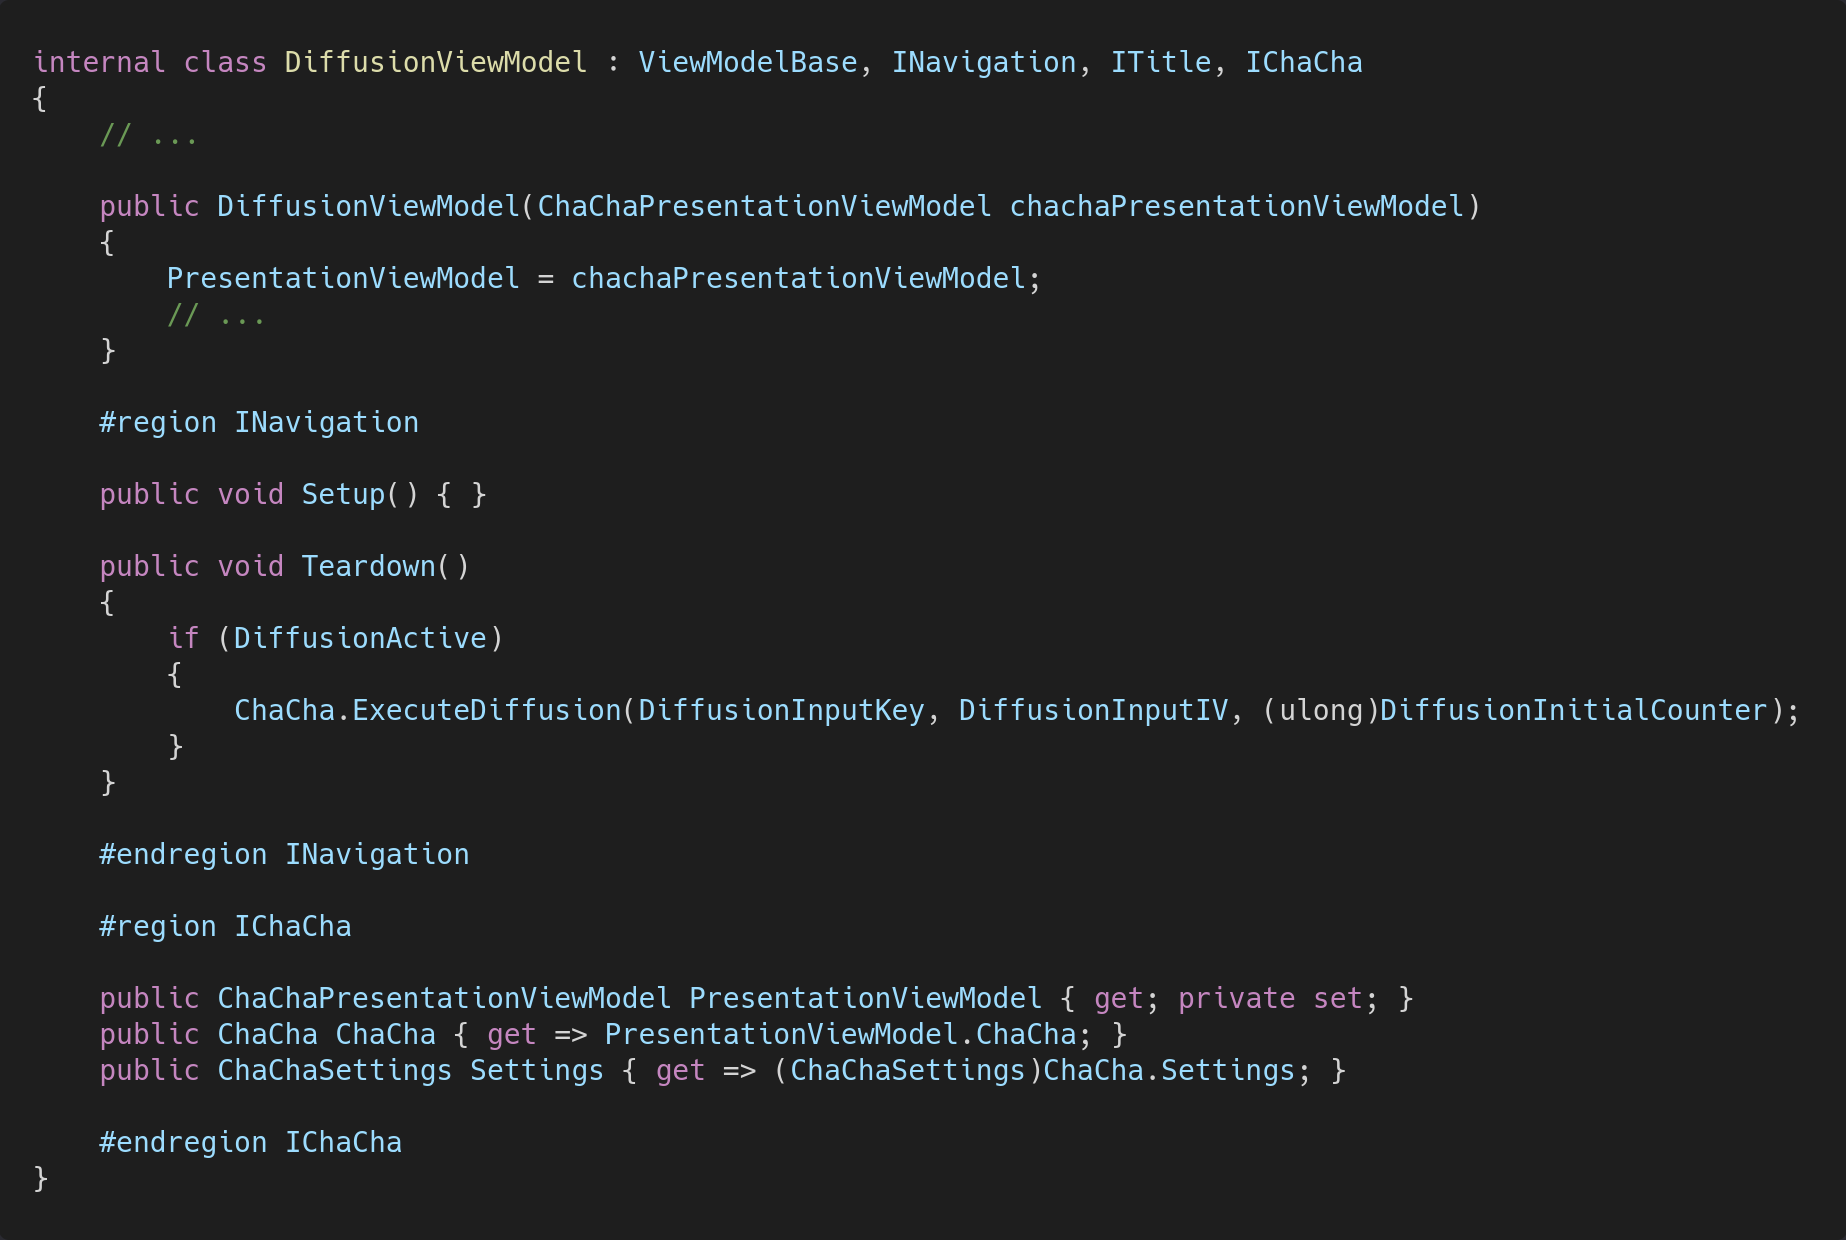 internal class DiffusionViewModel : ViewModelBase, INavigation, ITitle, IChaCha
{
    // ...

    public DiffusionViewModel(ChaChaPresentationViewModel chachaPresentationViewModel)
    {
        PresentationViewModel = chachaPresentationViewModel;
        // ...
    }

    #region INavigation

    public void Setup() { }

    public void Teardown()
    {
        if (DiffusionActive)
        {
            ChaCha.ExecuteDiffusion(DiffusionInputKey, DiffusionInputIV, (ulong)DiffusionInitialCounter);
        }
    }

    #endregion INavigation

    #region IChaCha

    public ChaChaPresentationViewModel PresentationViewModel { get; private set; }
    public ChaCha ChaCha { get => PresentationViewModel.ChaCha; }
    public ChaChaSettings Settings { get => (ChaChaSettings)ChaCha.Settings; }

    #endregion IChaCha
}